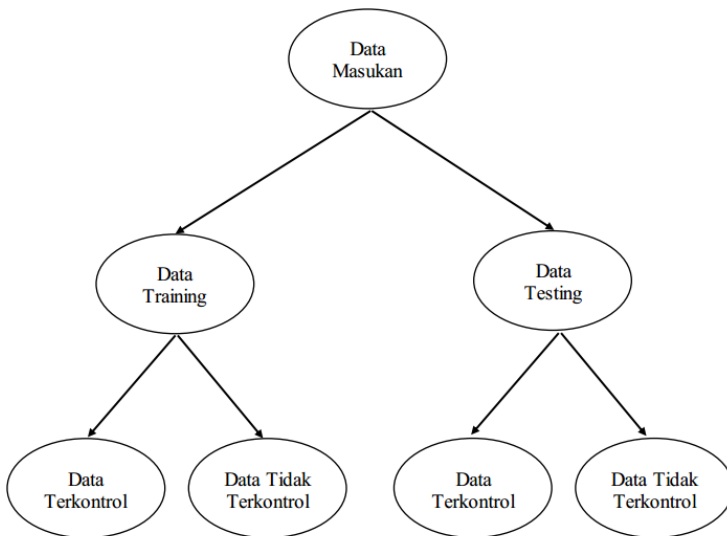 Data
Masukan
Data
Training
Data
Testing
Data
Terkontrol
Data Tidak
Terkontrol
Data
Terkontrol
Data Tidak
Terkontrol